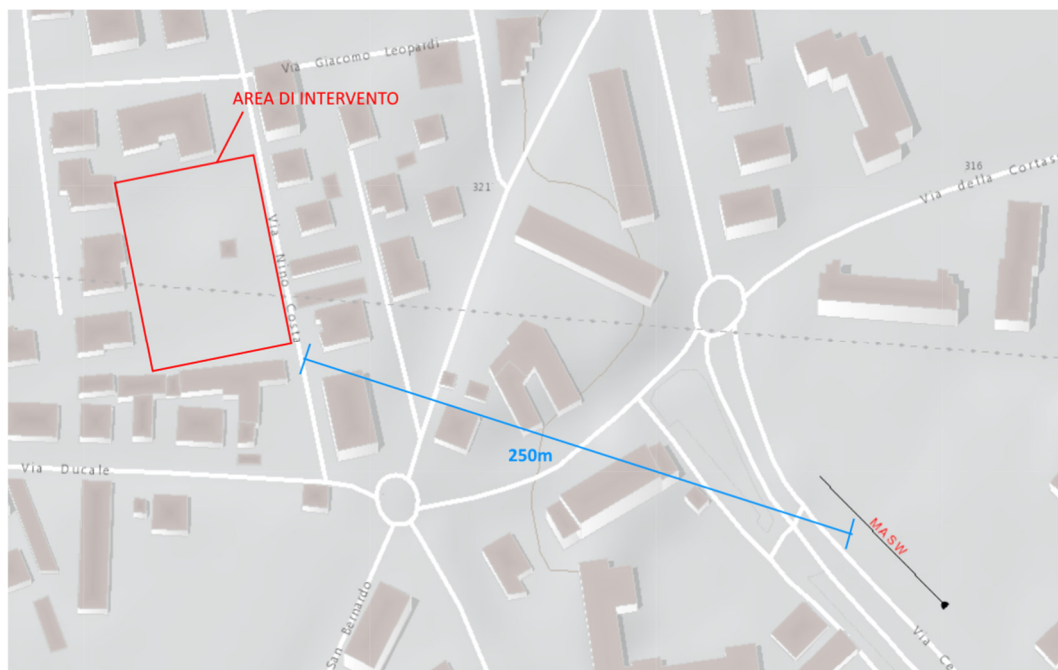 Via Giacomo Leopardi
AREA DI INTERVENTO
316
Via della Cortas
321
Via Nino Costa
250m
Via Ducale
MASW
San Bernardo
Via Ce